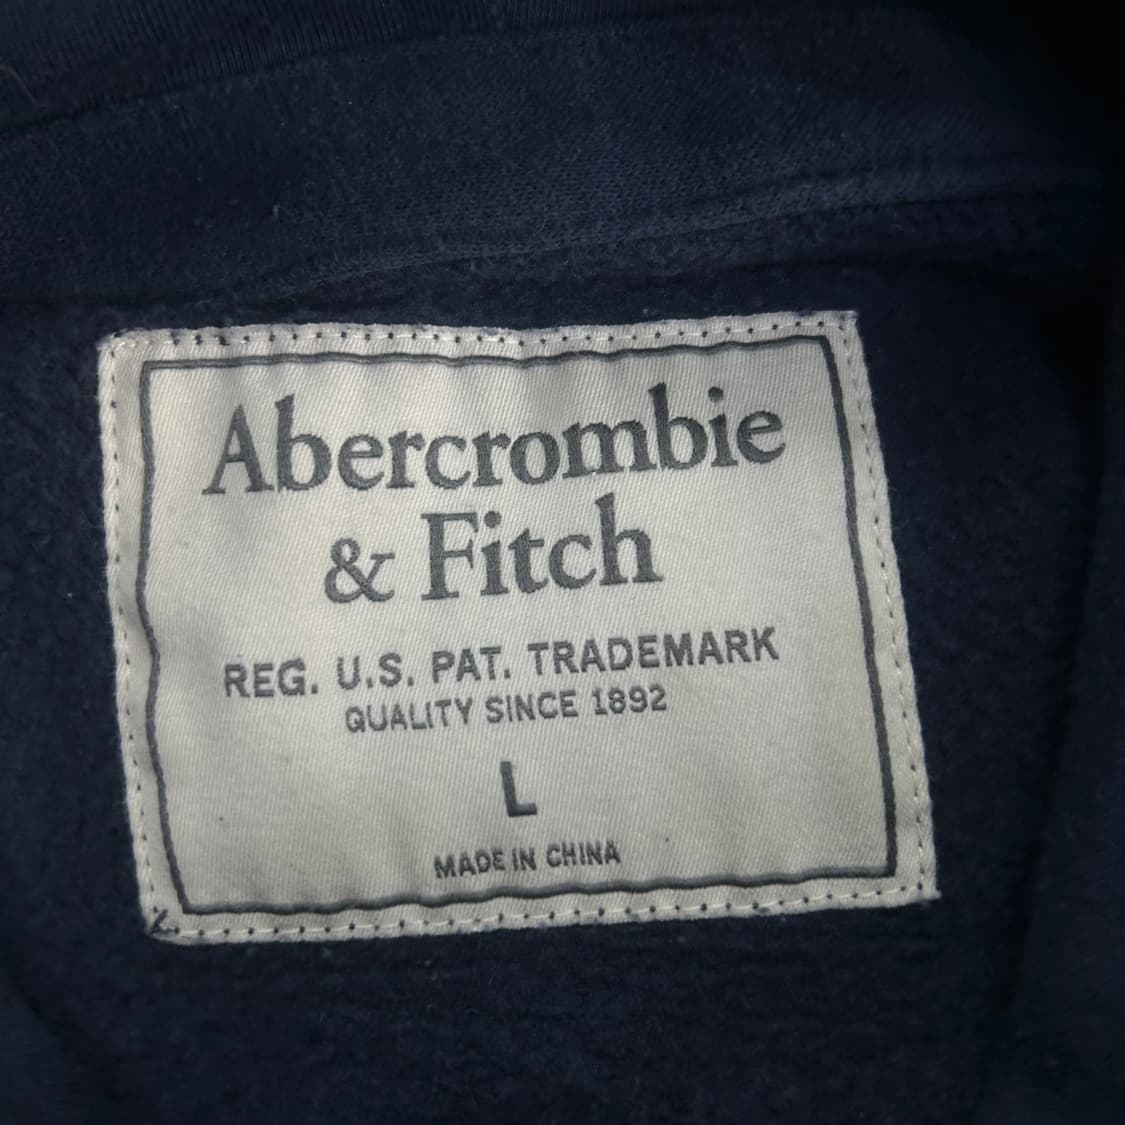 Abercrombie
& Fitch
REG. U.S. PAT. TRADEMARK
QUALITY SINCE 1892
L
MADE IN CHINA